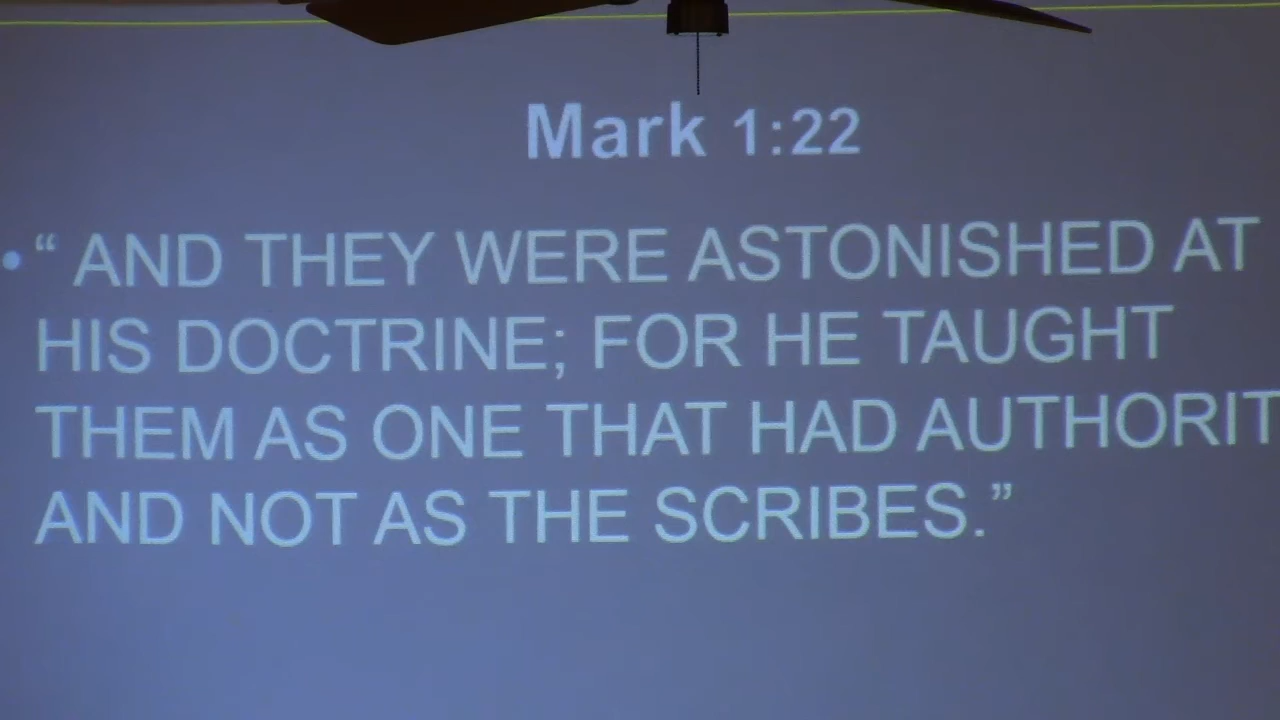 Mark 1:22
• “ AND THEY WERE ASTONISHED AT
HIS DOCTRINE; FOR HE TAUGHT
THEM AS ONE THAT HAD AUTHORIT
AND NOT AS THE SCRIBES.”